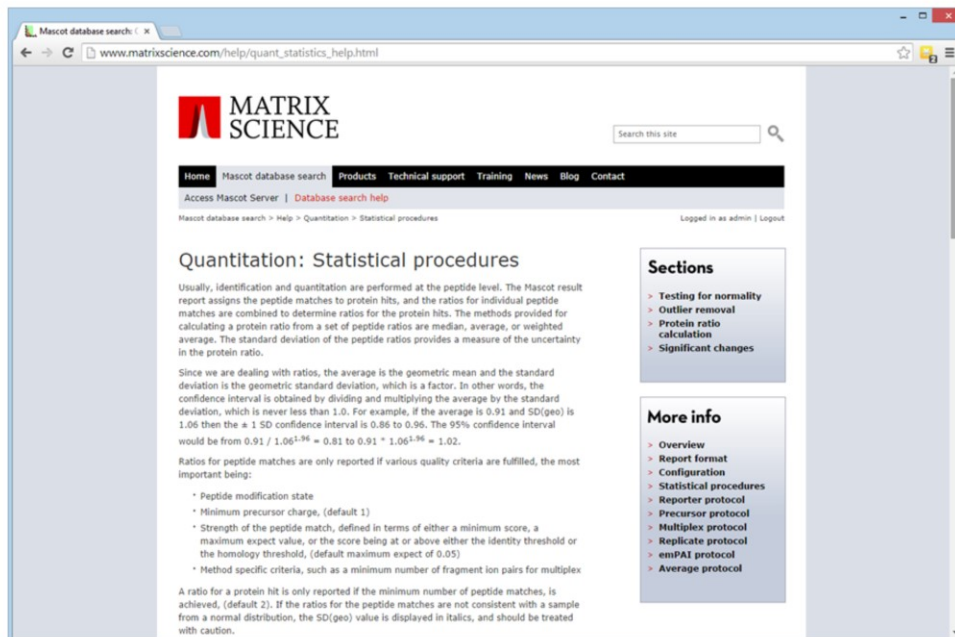 Mascot database search: (
www.matrixscience.com/help/quant_statistics_help.html
2
MATRIX
SCIENCE
Search this site
Home Mascot database search Products Technical support Training News Blog Contact
Access Mascot Server | Database search help
Mascot database search > Help > Quantitation > Statistical procedures
Logged in as admin | Logout
Quantitation: Statistical procedures
Usually, identification and quantitation are performed at the peptide level. The Mascot result
report assigns the peptide matches to protein hits, and the ratios for individual peptide
matches are combined to determine ratios for the protein hits. The methods provided for
calculating a protein ratio from a set of peptide ratios are median, average, or weighted
average. The standard deviation of the peptide ratios provides a measure of the uncertainty
in the protein ratio.
Since we are dealing with ratios, the average is the geometric mean and the standard
deviation is the geometric standard deviation, which is a factor. In other words, the
confidence interval is obtained by dividing and multiplying the average by the standard
deviation, which is never less than 1.0. For example, if the average is 0.91 and SD(geo) is
1.06 then the ± 1 SD confidence interval is 0.86 to 0.96. The 95% confidence interval
would be from 0.91 / 1.06^1.96 = 0.81 to 0.91 * 1.06^1.96 = 1.02.
Ratios for peptide matches are only reported if various quality criteria are fulfilled, the most
important being:
* Peptide modification state
* Minimum precursor charge, (default 1)
* Strength of the peptide match, defined in terms of either a minimum score, a
maximum expect value, or the score being at or above either the identity threshold or
the homology threshold, (default maximum expect of 0.05)
* Method specific criteria, such as a minimum number of fragment ion pairs for multiplex
A ratio for a protein hit is only reported if the minimum number of peptide matches, is
achieved, (default 2). If the ratios for the peptide matches are not consistent with a sample
from a normal distribution, the SD(geo) value is displayed in italics, and should be treated
with caution.
Sections
> Testing for normality
> Outlier removal
> Protein ratio
calculation
> Significant changes
More info
> Overview
> Report format
> Configuration
> Statistical procedures
> Reporter protocol
> Precursor protocol
> Multiplex protocol
> Replicate protocol
> emPAI protocol
> Average protocol